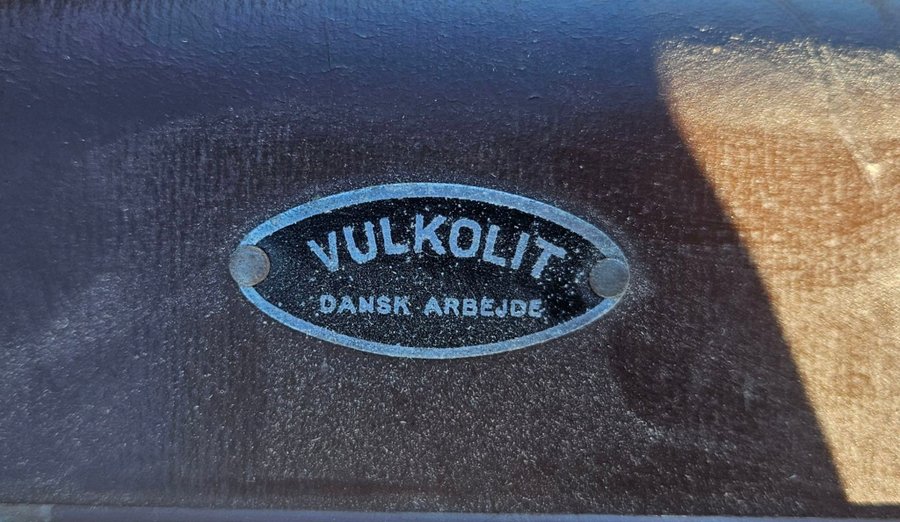 VULKOLIT
DANSK ARBEJDE